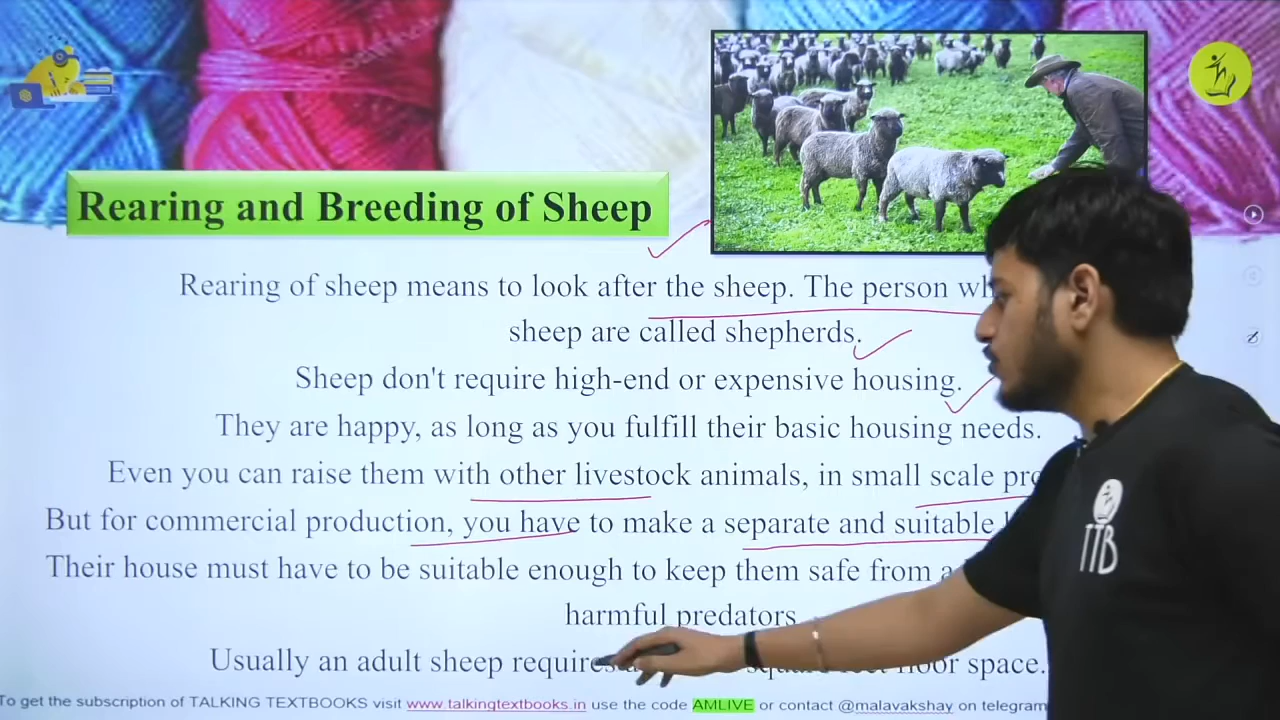 Rearing and Breeding of Sheep
Rearing of sheep means to look after the sheep. The person
sheep are called shepherds.
Sheep don't require high-end or expensive housing.
They are happy, as long as you fulfill their basic housing needs.
Even you can raise them with other livestock animals, in small scale
But for commercial production, you have to make a separate and suitable
Their house must have to be suitable enough to keep them safe from
harmful predators
Usually an adult sheep requires floor space.
To get the subscription of TALKING TEXTBOOKS visit www.talkingtextbooks.in use the code AMLIVE or contact @malavakshay on telegram
TTB